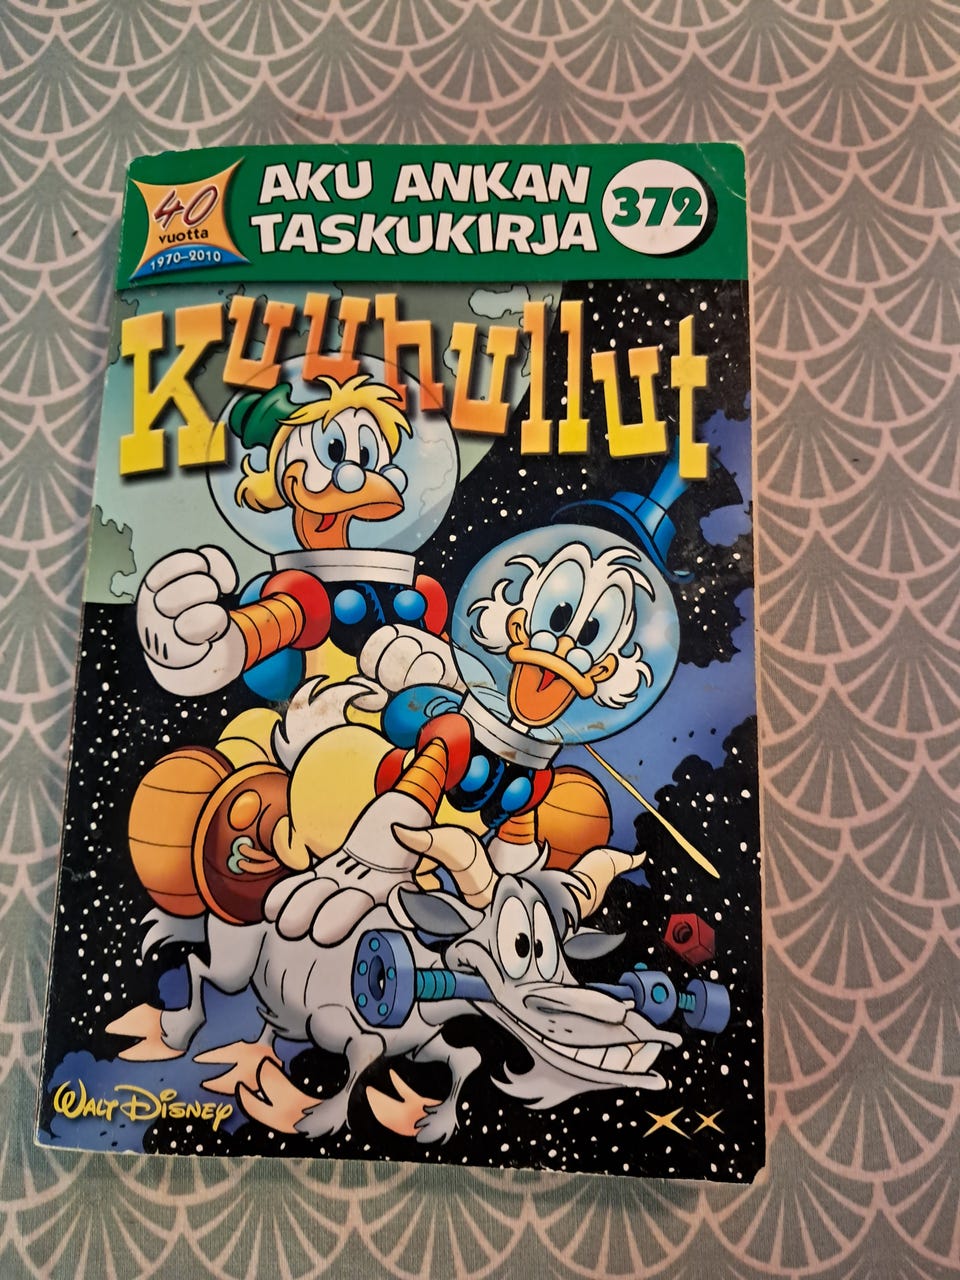 40
vuotta
1970–2010
AKU ANKAN
TASKUKIRJA
372
Kuuhullut
WALT DISNEY